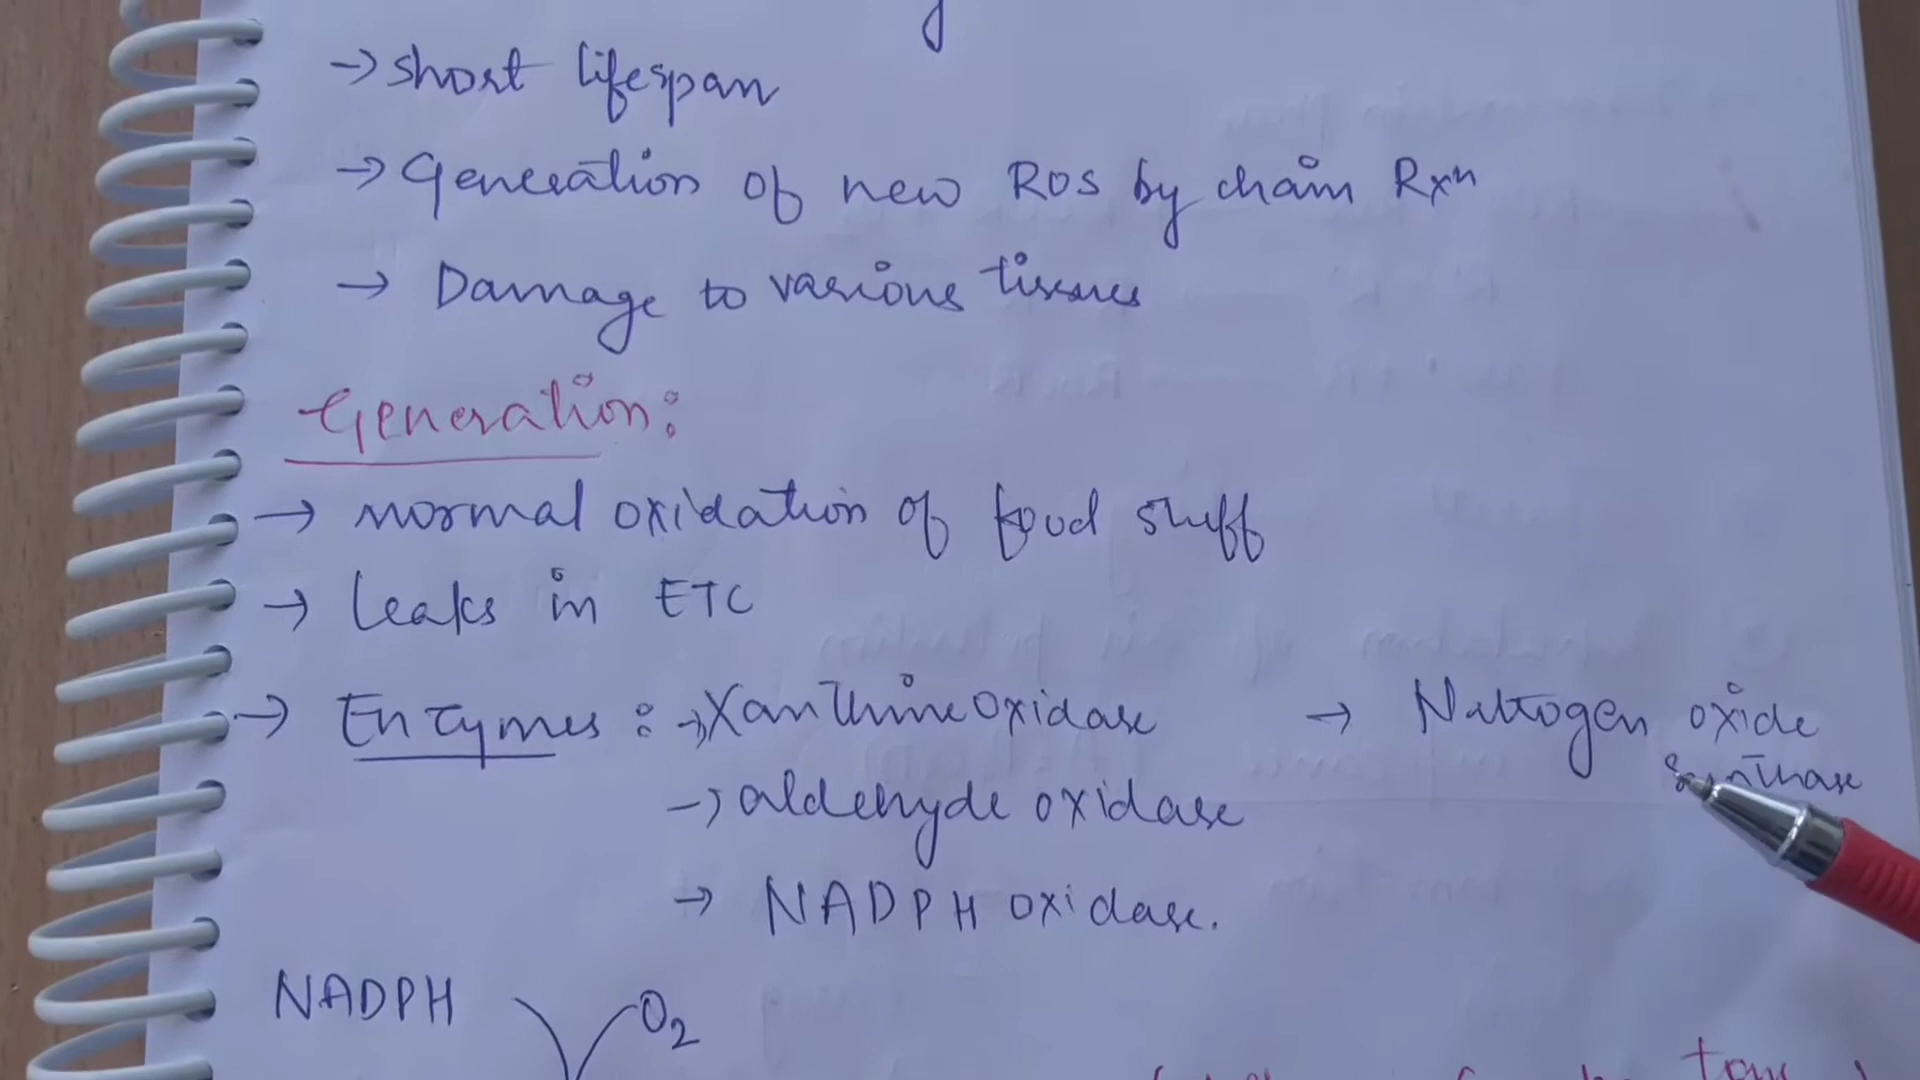 → short lifespan
→ Generation of new ROS by chain Rxn
→ Damage to various tissues
Generation:
→ normal oxidation of food stuff
→ Leaks in ETC
→ Enzymes : → Xanthine oxidase → Nitrogen oxide
synthase
→ aldehyde oxidase
→ NADPH oxidase.
NADPH O2